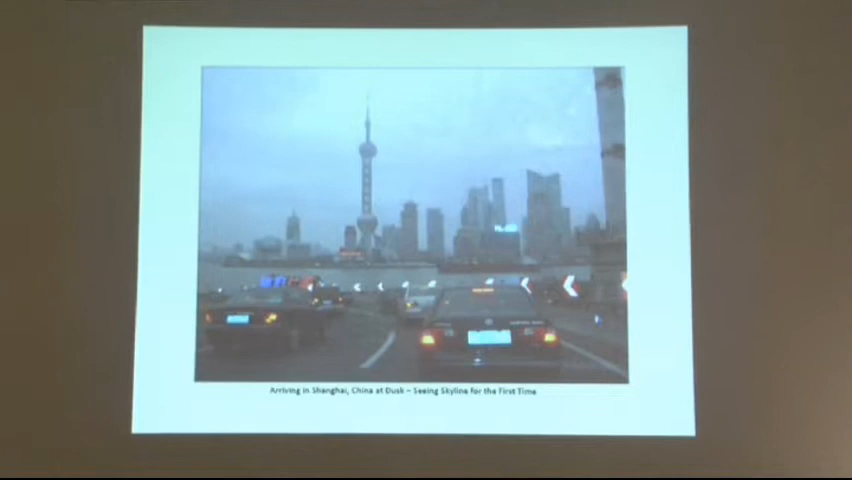 Arriving in Shanghai, China at Dusk – Seeing Skyline for the First Time